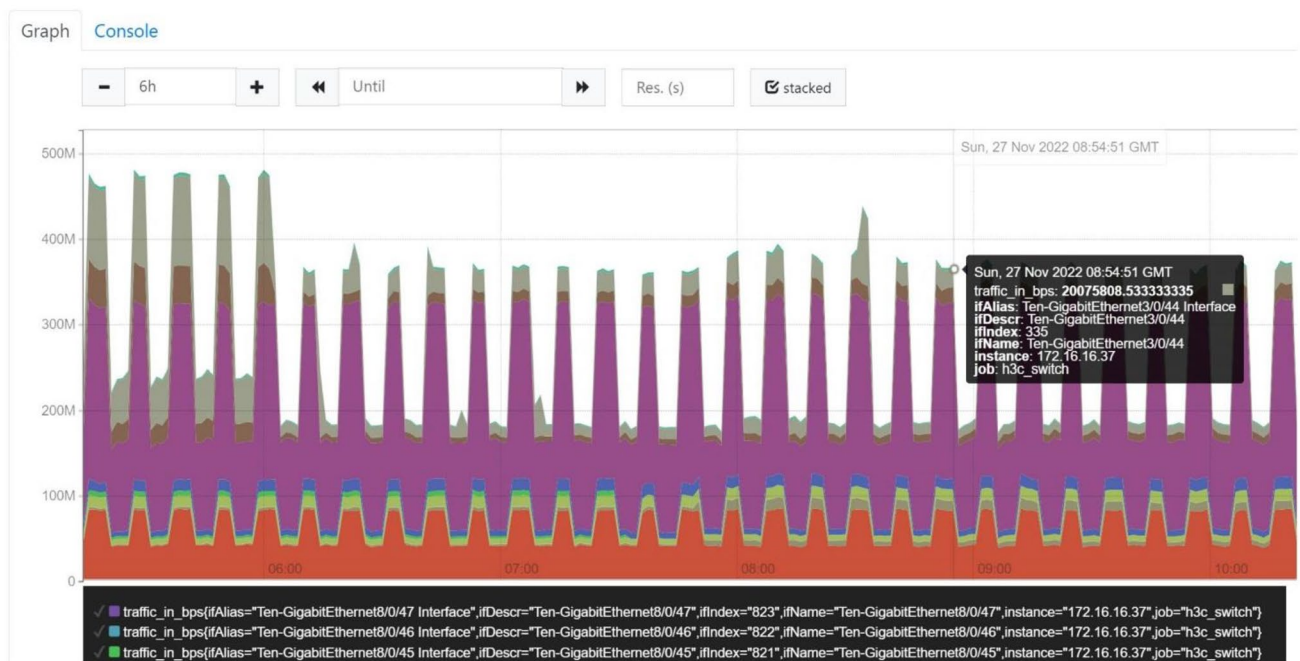 Graph Console
6h Until Res. (s) stacked
Sun, 27 Nov 2022 08:54:51 GMT
500M
400M
300M
200M
100M
0
Sun, 27 Nov 2022 08:54:51 GMT
traffic_in_bps: 20075808.533333335
ifAlias: Ten-GigabitEthernet3/0/44 Interface
ifDescr: Ten-GigabitEthernet3/0/44
ifIndex: 335
ifName: Ten-GigabitEthernet3/0/44
instance: 172.16.16.37
job: h3c_switch
06:00 07:00 08:00 09:00 10:00
traffic_in_bps{ifAlias="Ten-GigabitEthernet8/0/47 Interface",ifDescr="Ten-GigabitEthernet8/0/47",ifIndex="823",ifName="Ten-GigabitEthernet8/0/47",instance="172.16.16.37",job="h3c_switch"}
traffic_in_bps{ifAlias="Ten-GigabitEthernet8/0/46 Interface",ifDescr="Ten-GigabitEthernet8/0/46",ifIndex="822",ifName="Ten-GigabitEthernet8/0/46",instance="172.16.16.37",job="h3c_switch"}
traffic_in_bps{ifAlias="Ten-GigabitEthernet8/0/45 Interface",ifDescr="Ten-GigabitEthernet8/0/45",ifIndex="821",ifName="Ten-GigabitEthernet8/0/45",instance="172.16.16.37",job="h3c_switch"}